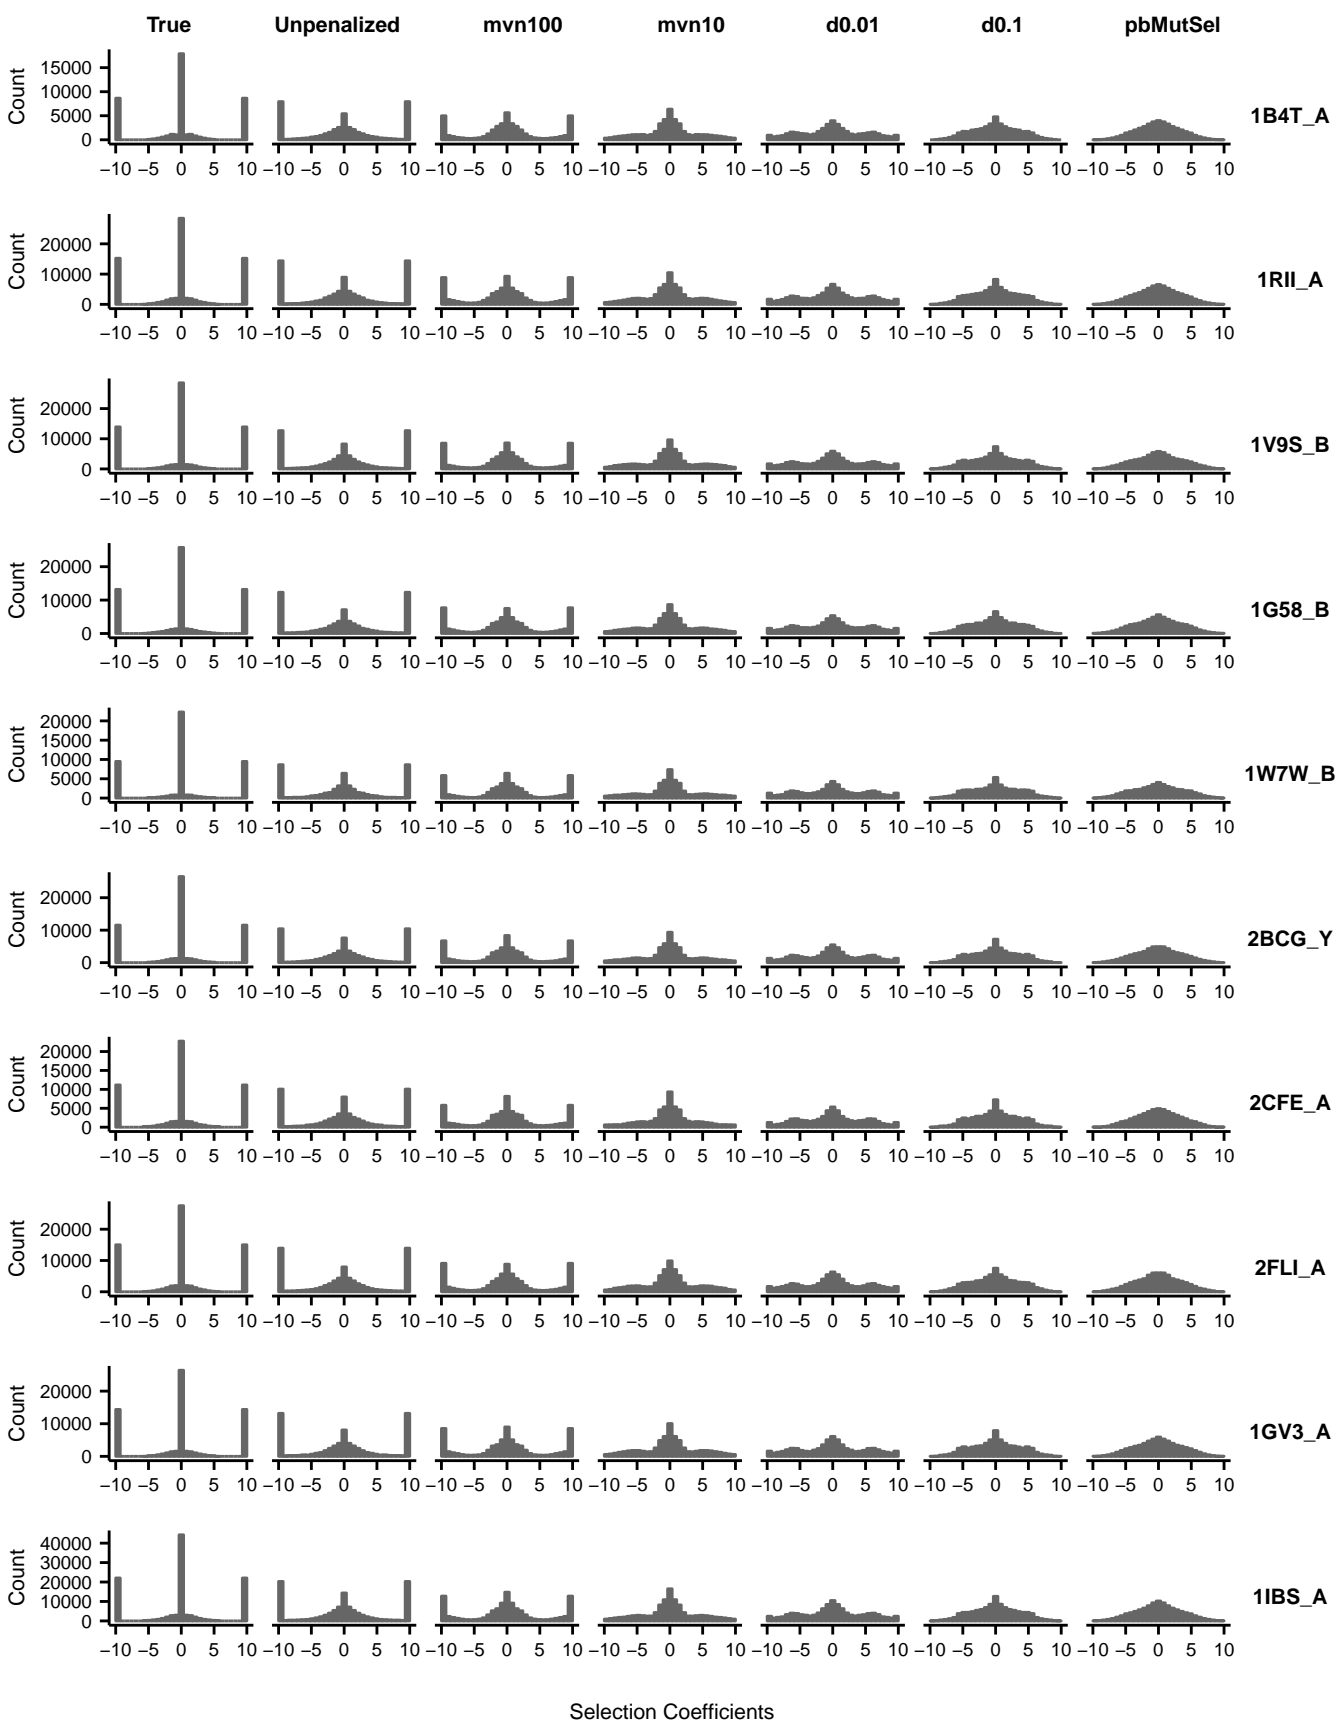 True Unpenalized mvn100 mvn10 d0.01 d0.1 pbMutSel
Count
15000
10000
5000
0
−10 −5 0 5 10 −10 −5 0 5 10 −10 −5 0 5 10 −10 −5 0 5 10 −10 −5 0 5 10 −10 −5 0 5 10 −10 −5 0 5 10
1B4T_A
Count
20000
10000
0
−10 −5 0 5 10 −10 −5 0 5 10 −10 −5 0 5 10 −10 −5 0 5 10 −10 −5 0 5 10 −10 −5 0 5 10 −10 −5 0 5 10
1RII_A
Count
20000
10000
0
−10 −5 0 5 10 −10 −5 0 5 10 −10 −5 0 5 10 −10 −5 0 5 10 −10 −5 0 5 10 −10 −5 0 5 10 −10 −5 0 5 10
1V9S_B
Count
20000
10000
0
−10 −5 0 5 10 −10 −5 0 5 10 −10 −5 0 5 10 −10 −5 0 5 10 −10 −5 0 5 10 −10 −5 0 5 10 −10 −5 0 5 10
1G58_B
Count
20000
15000
10000
5000
0
−10 −5 0 5 10 −10 −5 0 5 10 −10 −5 0 5 10 −10 −5 0 5 10 −10 −5 0 5 10 −10 −5 0 5 10 −10 −5 0 5 10
1W7W_B
Count
20000
10000
0
−10 −5 0 5 10 −10 −5 0 5 10 −10 −5 0 5 10 −10 −5 0 5 10 −10 −5 0 5 10 −10 −5 0 5 10 −10 −5 0 5 10
2BCG_Y
Count
20000
15000
10000
5000
0
−10 −5 0 5 10 −10 −5 0 5 10 −10 −5 0 5 10 −10 −5 0 5 10 −10 −5 0 5 10 −10 −5 0 5 10 −10 −5 0 5 10
2CFE_A
Count
20000
10000
0
−10 −5 0 5 10 −10 −5 0 5 10 −10 −5 0 5 10 −10 −5 0 5 10 −10 −5 0 5 10 −10 −5 0 5 10 −10 −5 0 5 10
2FLI_A
Count
20000
10000
0
−10 −5 0 5 10 −10 −5 0 5 10 −10 −5 0 5 10 −10 −5 0 5 10 −10 −5 0 5 10 −10 −5 0 5 10 −10 −5 0 5 10
1GV3_A
Count
40000
30000
20000
10000
0
−10 −5 0 5 10 −10 −5 0 5 10 −10 −5 0 5 10 −10 −5 0 5 10 −10 −5 0 5 10 −10 −5 0 5 10 −10 −5 0 5 10
1IBS_A
Selection Coefficients